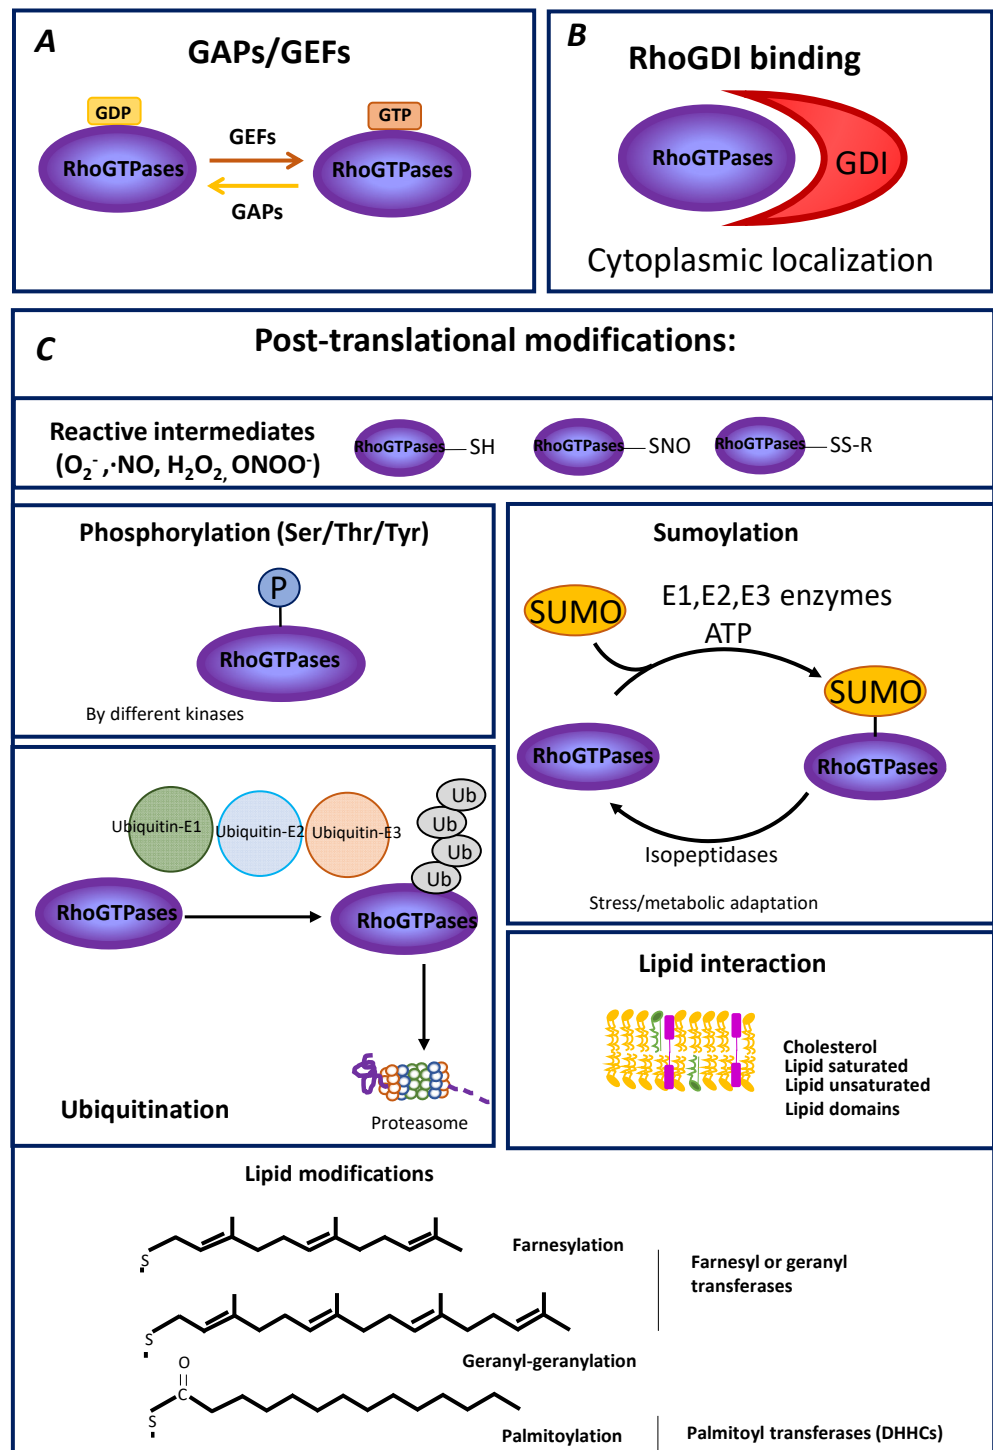 A
GAPs/GEFs
GDP
RhoGTPases
GEFs
GAPs
GTP
RhoGTPases
B
RhoGDI binding
RhoGTPases
GDI
Cytoplasmic localization
C
Post-translational modifications:
Reactive intermediates
(O₂⁻ ,·NO, H₂O₂, ONOO⁻)
RhoGTPases SH
RhoGTPases SNO
RhoGTPases SS-R
Phosphorylation (Ser/Thr/Tyr)
P
RhoGTPases
By different kinases
Sumoylation
SUMO
E1,E2,E3 enzymes
ATP
SUMO
RhoGTPases
RhoGTPases
Isopeptidases
Stress/metabolic adaptation
Ubiquitin-E1
Ubiquitin-E2
Ubiquitin-E3
Ub
Ub
Ub
Ub
RhoGTPases
RhoGTPases
Proteasome
Ubiquitination
Lipid interaction
Cholesterol
Lipid saturated
Lipid unsaturated
Lipid domains
Lipid modifications
S
Farnesylation
Farnesyl or geranyl
transferases
S
Geranyl-geranylation
O
C
S
Palmitoylation
Palmitoyl transferases (DHHCs)